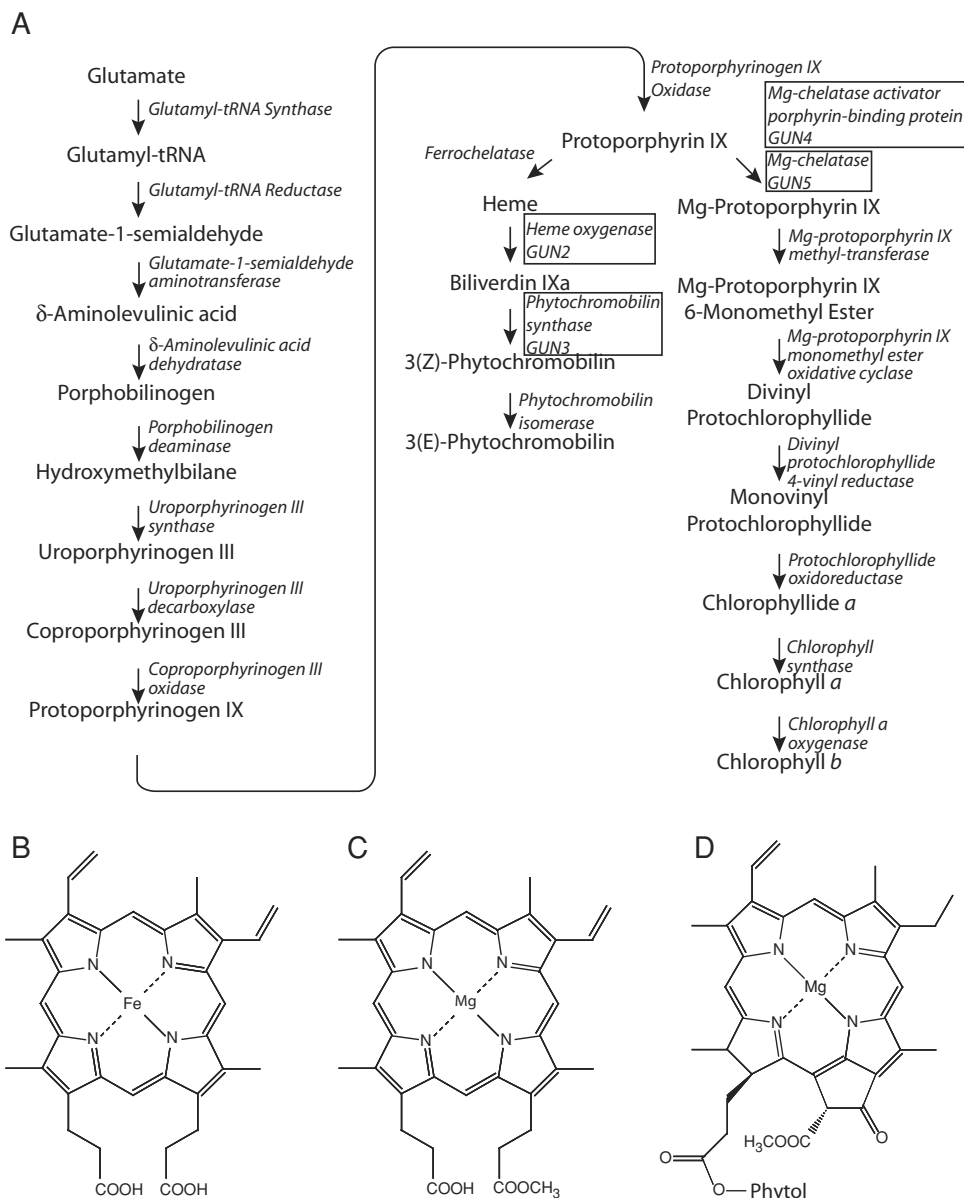 A
Glutamate
Glutamyl-tRNA Synthase
Glutamyl-tRNA
Glutamyl-tRNA Reductase
Glutamate-1-semialdehyde
Glutamate-1-semialdehyde
aminotransferase
δ-Aminolevulinic acid
δ-Aminolevulinic acid
dehydratase
Porphobilinogen
Porphobilinogen
deaminase
Hydroxymethylbilane
Uroporphyrinogen III
synthase
Uroporphyrinogen III
Uroporphyrinogen III
decarboxylase
Coproporphyrinogen III
Coproporphyrinogen III
oxidase
Protoporphyrinogen IX
Protoporphyrinogen IX
Oxidase
Protoporphyrin IX
Ferrochelatase
Heme
Heme oxygenase
GUN2
Biliverdin IXa
Phytochromobilin
synthase
GUN3
3(Z)-Phytochromobilin
Phytochromobilin
isomerase
3(E)-Phytochromobilin
Mg-chelatase activator
porphyrin-binding protein
GUN4
Mg-chelatase
GUN5
Mg-Protoporphyrin IX
Mg-protoporphyrin IX
methyl-transferase
Mg-Protoporphyrin IX
6-Monomethyl Ester
Mg-protoporphyrin IX
monomethyl ester
oxidative cyclase
Divinyl
Protochlorophyllide
Divinyl
protochlorophyllide
4-vinyl reductase
Monovinyl
Protochlorophyllide
Protochlorophyllide
oxidoreductase
Chlorophyllide a
Chlorophyll
synthase
Chlorophyll a
Chlorophyll a
oxygenase
Chlorophyll b
B
N
N
Fe
N
N
COOH
COOH
C
N
N
Mg
N
N
COOH
COOCH3
D
N
N
Mg
N
N
H3COOC
O
O
O
Phytol